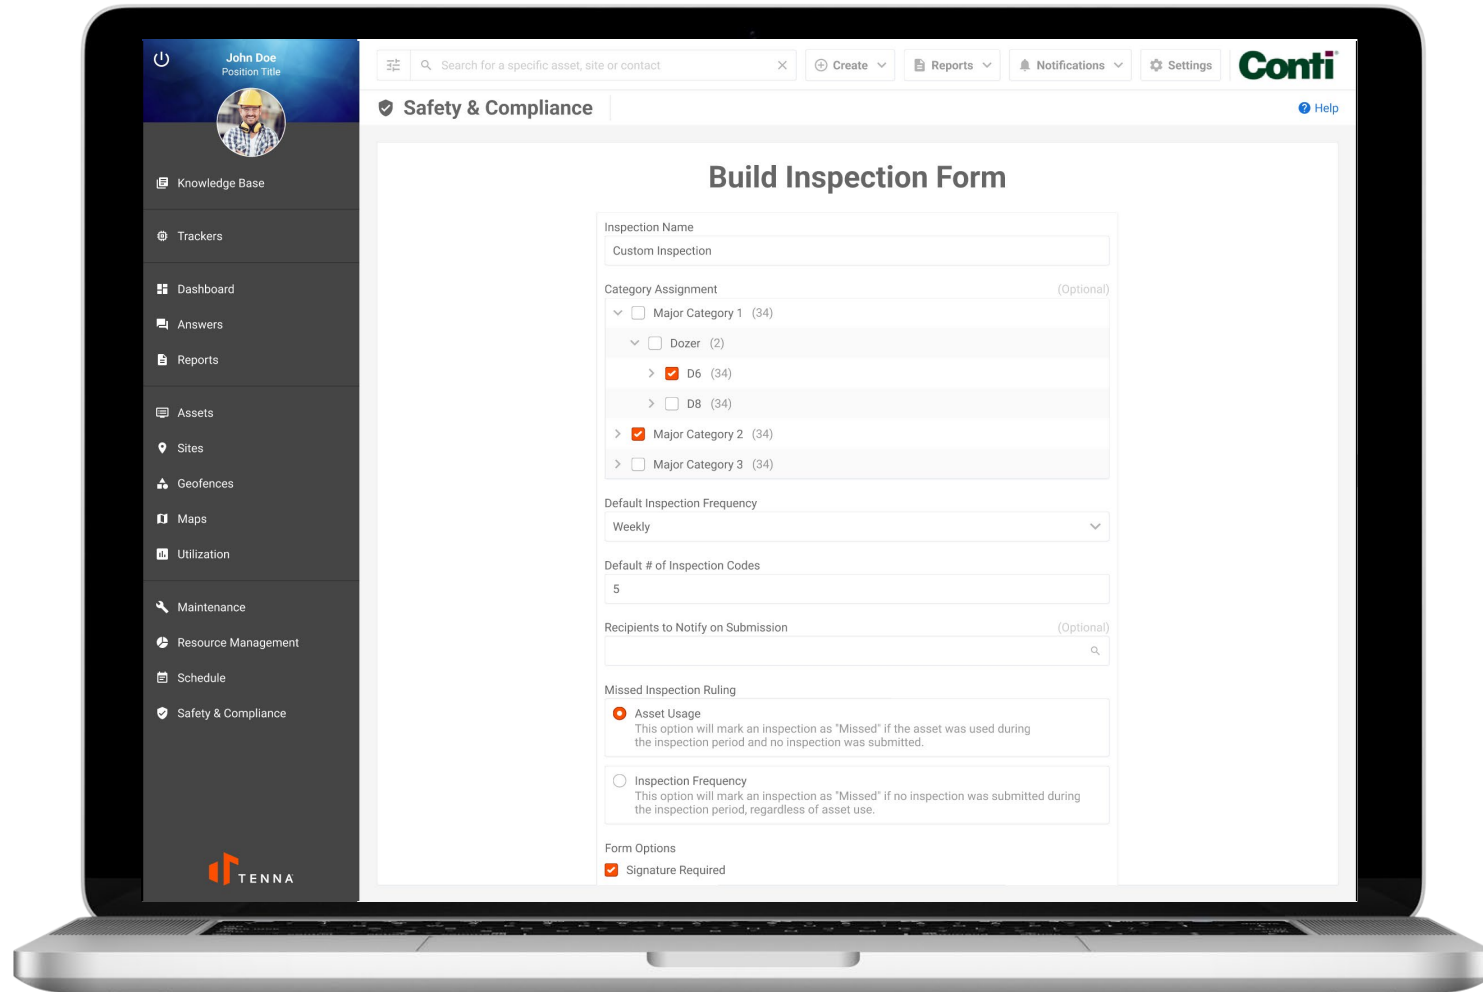 John Doe
Position Title
Knowledge Base
Trackers
Dashboard
Answers
Reports
Assets
Sites
Geofences
Maps
Utilization
Maintenance
Resource Management
Schedule
Safety & Compliance
TENNA
Search for a specific asset, site or contact
Create
Reports
Notifications
Settings
Conti
Safety & Compliance
Help
Build Inspection Form
Inspection Name
Custom Inspection
Category Assignment (Optional)
Major Category 1 (34)
Dozer (2)
D6 (34)
D8 (34)
Major Category 2 (34)
Major Category 3 (34)
Default Inspection Frequency
Weekly
Default # of Inspection Codes
5
Recipients to Notify on Submission (Optional)
Missed Inspection Ruling
Asset Usage
This option will mark an inspection as "Missed" if the asset was used during
the inspection period and no inspection was submitted.
Inspection Frequency
This option will mark an inspection as "Missed" if no inspection was submitted during
the inspection period, regardless of asset use.
Form Options
Signature Required